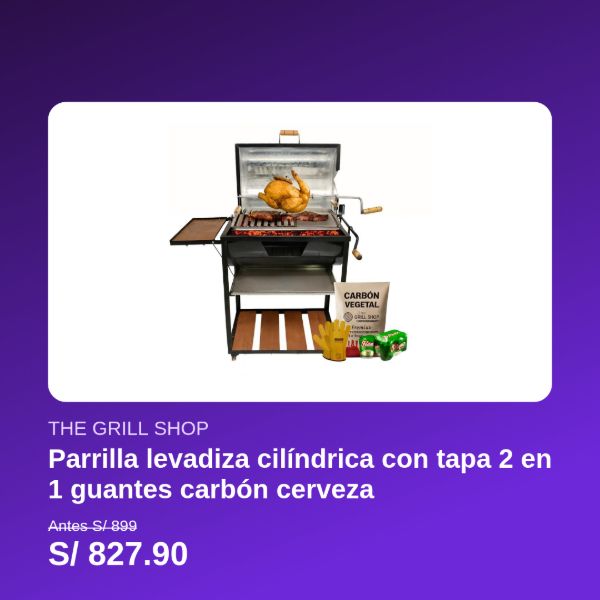 CARBÓN
VEGETAL
GRILL SHOP
Premium
THE GRILL SHOP
Parrilla levadiza cilíndrica con tapa 2 en
1 guantes carbón cerveza
Antes S/ 899
S/ 827.90